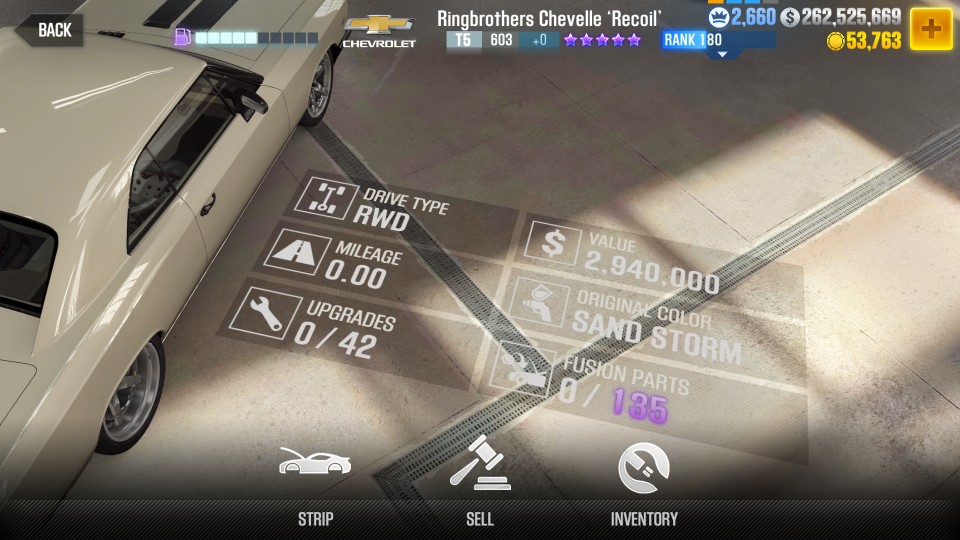 BACK
CHEVROLET
Ringbrothers Chevelle ‘Recoil’
T5 603 +0
RANK 180
2,660
262,525,669
53,763
DRIVE TYPE
RWD
MILEAGE
0.00
UPGRADES
0 / 42
VALUE
2,940,000
ORIGINAL COLOR
SAND STORM
FUSION PARTS
0 / 135
STRIP
SELL
INVENTORY